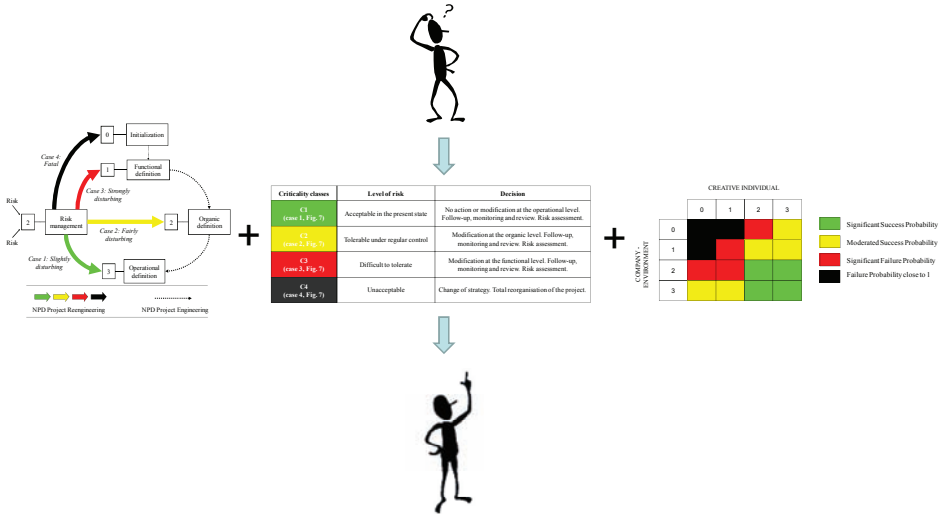 ?
0
Initialization
Case 4:
Fatal
1
Functional
definition
Case 3: Strongly
disturbing
Risk
2
Risk
management
Risk
Case 2: Fairly
disturbing
2
Organic
definition
Case 1: Slightly
disturbing
3
Operational
definition
NPD Project Reengineering
NPD Project Engineering
+
Criticality classes
Level of risk
Decision
C1
(case 1, Fig. 7)
Acceptable in the present state
No action or modification at the operational level.
Follow-up, monitoring and review. Risk assessment.
C2
(case 2, Fig. 7)
Tolerable under regular control
Modification at the organic level. Follow-up,
monitoring and review. Risk assessment.
C3
(case 3, Fig. 7)
Difficult to tolerate
Modification at the functional level. Follow-up,
monitoring and review. Risk assessment.
C4
(case 4, Fig. 7)
Unacceptable
Change of strategy. Total reorganisation of the project.
+
CREATIVE INDIVIDUAL
0 1 2 3
COMPANY -
ENVIRONMENT
0
1
2
3
Significant Success Probability
Moderated Success Probability
Significant Failure Probability
Failure Probability close to 1